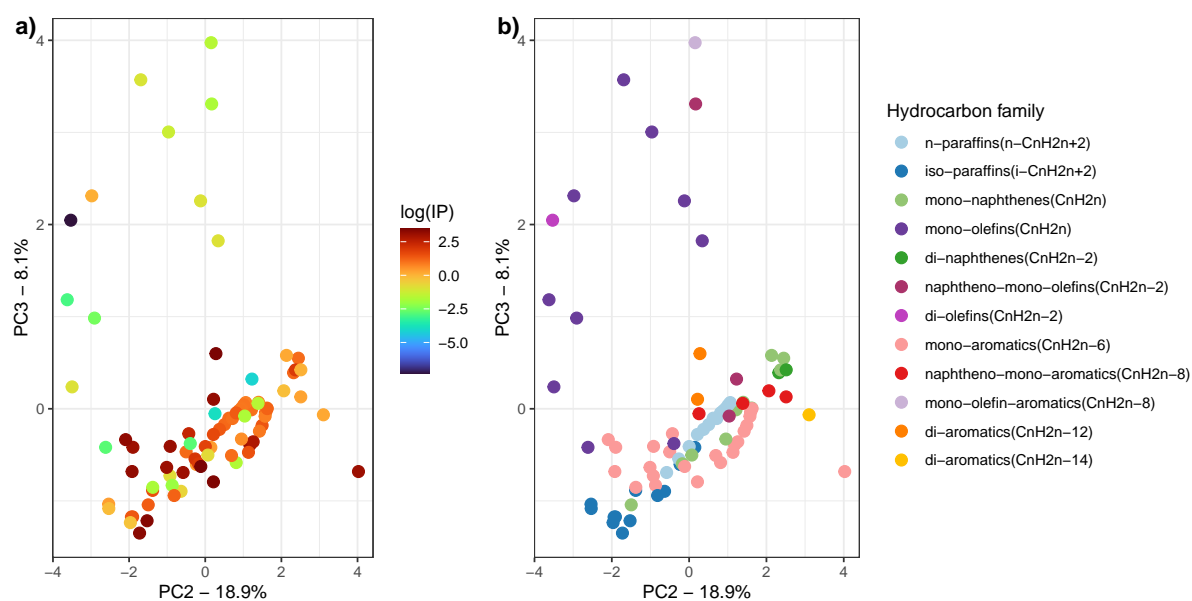 a)
4
2
0
−4
−2
0
2
4
PC2 − 18.9%
PC3 − 8.1%
log(IP)
2.5
0.0
−2.5
−5.0
b)
4
2
0
−4
−2
0
2
4
PC2 − 18.9%
PC3 − 8.1%
Hydrocarbon family
n−paraffins(n−CnH2n+2)
iso−paraffins(i−CnH2n+2)
mono−naphthenes(CnH2n)
mono−olefins(CnH2n)
di−naphthenes(CnH2n−2)
naphtheno−mono−olefins(CnH2n−2)
di−olefins(CnH2n−2)
mono−aromatics(CnH2n−6)
naphtheno−mono−aromatics(CnH2n−8)
mono−olefin−aromatics(CnH2n−8)
di−aromatics(CnH2n−12)
di−aromatics(CnH2n−14)